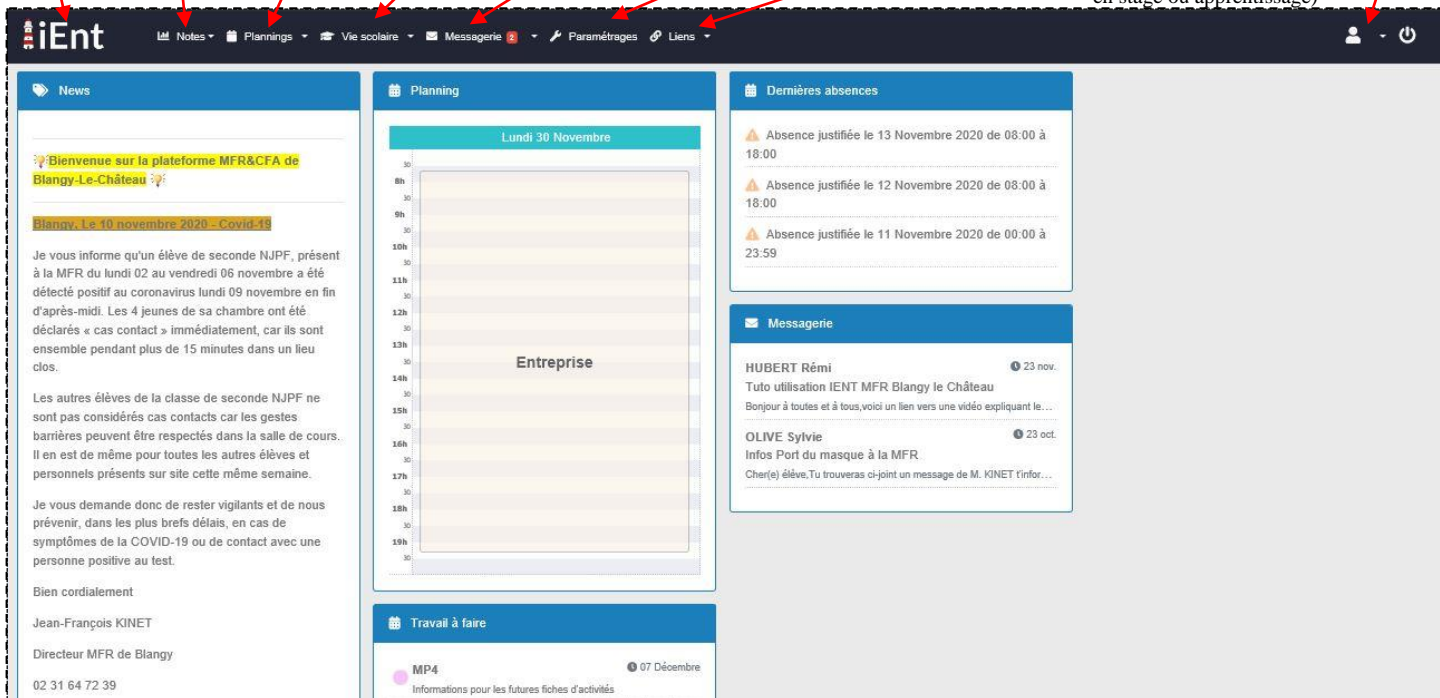 en stage ou apprentissage)
iEnt
Notes
Plannings
Vie scolaire
Messagerie 2
Paramétrages
Liens
News
Bienvenue sur la plateforme MFR&CFA de
Blangy-Le-Château
Blangy, Le 10 novembre 2020 - Covid-19
Je vous informe qu'un élève de seconde NJPF, présent
à la MFR du lundi 02 au vendredi 06 novembre a été
détecté positif au coronavirus lundi 09 novembre en fin
d'après-midi. Les 4 jeunes de sa chambre ont été
déclarés « cas contact » immédiatement, car ils sont
ensemble pendant plus de 15 minutes dans un lieu
clos.
Les autres élèves de la classe de seconde NJPF ne
sont pas considérés cas contacts car les gestes
barrières peuvent être respectés dans la salle de cours.
Il en est de même pour toutes les autres élèves et
personnels présents sur site cette même semaine.
Je vous demande donc de rester vigilants et de nous
prévenir, dans les plus brefs délais, en cas de
symptômes de la COVID-19 ou de contact avec une
personne positive au test.
Bien cordialement
Jean-François KINET
Directeur MFR de Blangy
02 31 64 72 39
Planning
Lundi 30 Novembre
30
8h
30
9h
30
10h
30
11h
30
12h
30
13h
30
Entreprise
14h
30
15h
30
16h
30
17h
30
18h
30
19h
30
Travail à faire
MP4
07 Décembre
Informations pour les futures fiches d'activités
Dernières absences
Absence justifiée le 13 Novembre 2020 de 08:00 à
18:00
Absence justifiée le 12 Novembre 2020 de 08:00 à
18:00
Absence justifiée le 11 Novembre 2020 de 00:00 à
23:59
Messagerie
HUBERT Rémi
23 nov.
Tuto utilisation IENT MFR Blangy le Château
Bonjour à toutes et à tous,voici un lien vers une vidéo expliquant le...
OLIVE Sylvie
23 oct.
Infos Port du masque à la MFR
Cher(e) élève,Tu trouveras ci-joint un message de M. KINET t'infor...